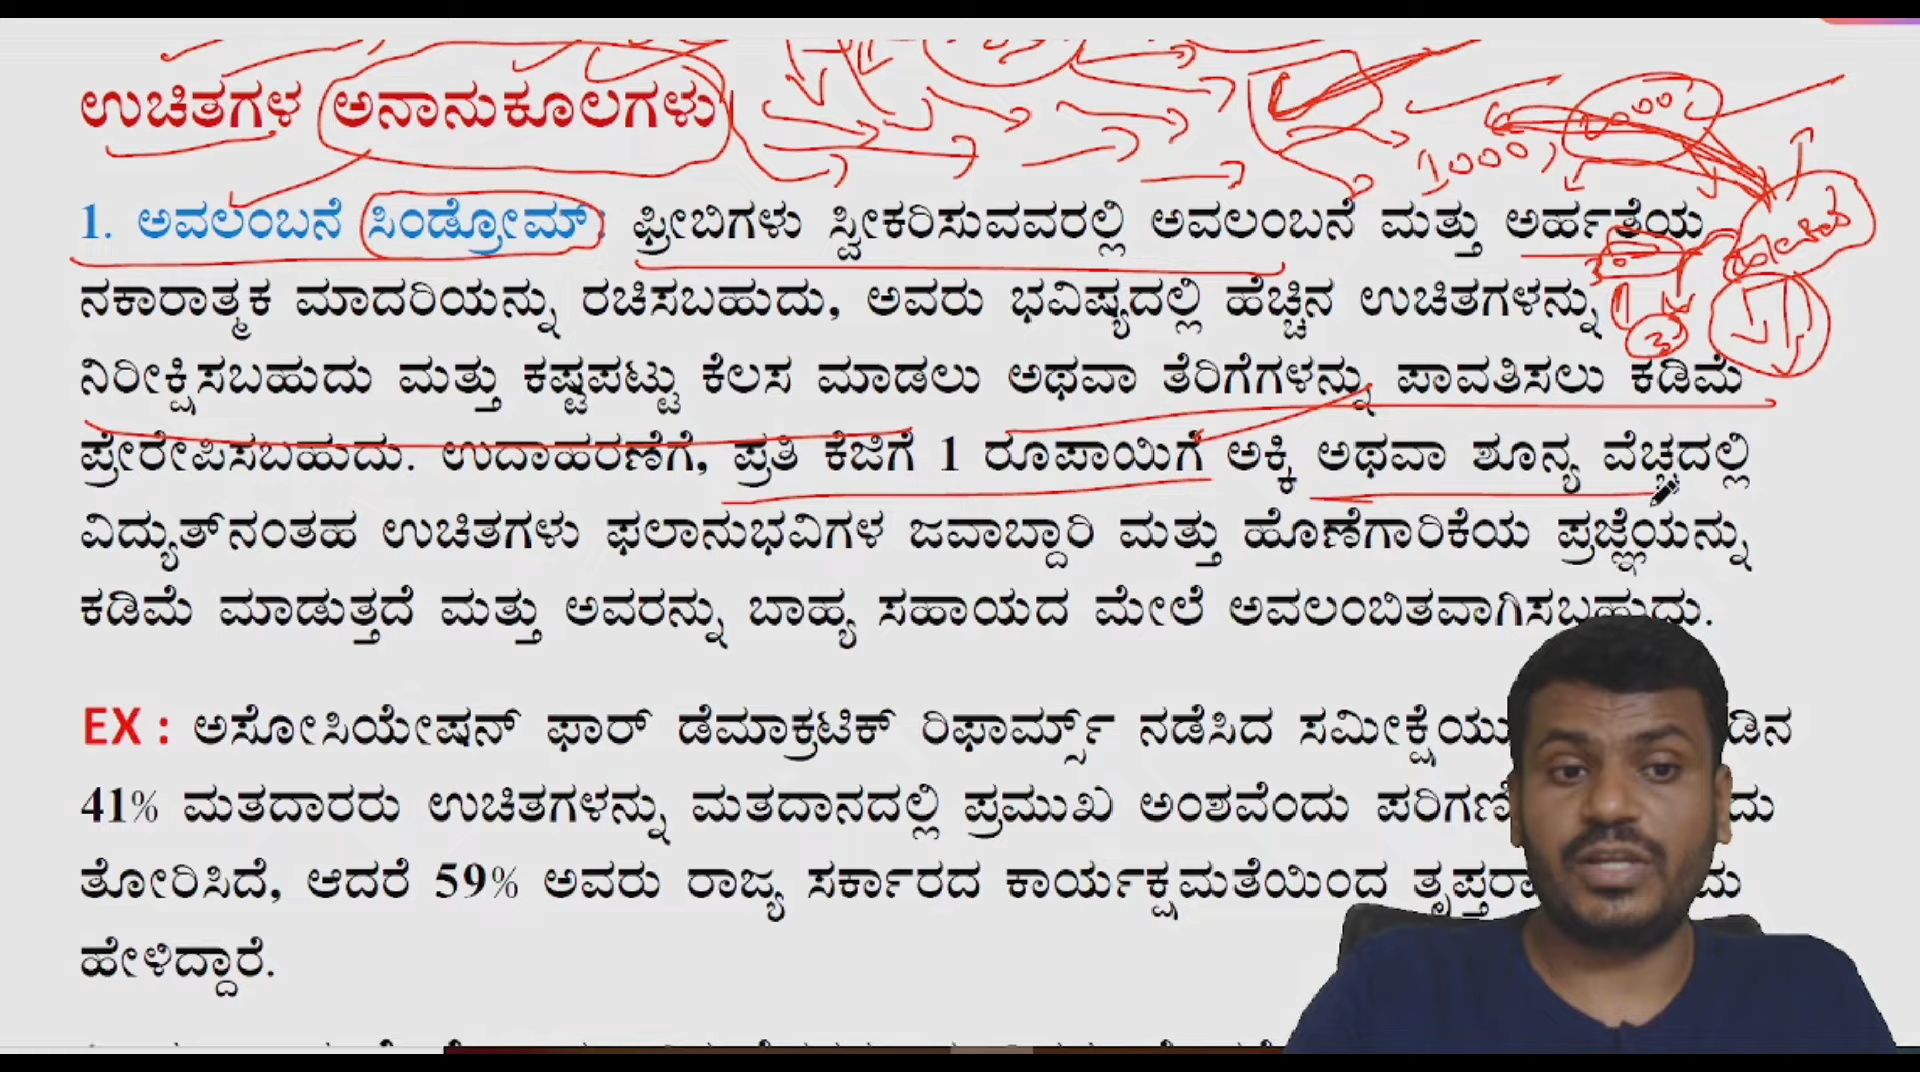 ಉಚಿತಗಳ ಅನಾನುಕೂಲಗಳು
1. ಅವಲಂಬನೆ ಸಿಂಡ್ರೋಮ್: ಫ್ರೀಬಿಗಳು ಸ್ವೀಕರಿಸುವವರಲ್ಲಿ ಅವಲಂಬನೆ ಮತ್ತು ಅರ್ಹತೆಯ
ನಕಾರಾತ್ಮಕ ಮಾದರಿಯನ್ನು ರಚಿಸಬಹುದು, ಅವರು ಭವಿಷ್ಯದಲ್ಲಿ ಹೆಚ್ಚಿನ ಉಚಿತಗಳನ್ನು
ನಿರೀಕ್ಷಿಸಬಹುದು ಮತ್ತು ಕಷ್ಟಪಟ್ಟು ಕೆಲಸ ಮಾಡಲು ಅಥವಾ ತೆರಿಗೆಗಳನ್ನು ಪಾವತಿಸಲು ಕಡಿಮೆ
ಪ್ರೇರೇಪಿಸಬಹುದು. ಉದಾಹರಣೆಗೆ, ಪ್ರತಿ ಕೆಜಿಗೆ 1 ರೂಪಾಯಿಗೆ ಅಕ್ಕಿ ಅಥವಾ ಶೂನ್ಯ ವೆಚ್ಚದಲ್ಲಿ
ವಿದ್ಯುತ್‌ನಂತಹ ಉಚಿತಗಳು ಫಲಾನುಭವಿಗಳ ಜವಾಬ್ದಾರಿ ಮತ್ತು ಹೊಣೆಗಾರಿಕೆಯ ಪ್ರಜ್ಞೆಯನ್ನು
ಕಡಿಮೆ ಮಾಡುತ್ತದೆ ಮತ್ತು ಅವರನ್ನು ಬಾಹ್ಯ ಸಹಾಯದ ಮೇಲೆ ಅವಲಂಬಿತವಾಗಿಸಬಹುದು.
EX : ಅಸೋಸಿಯೇಷನ್ ಫಾರ್ ಡೆಮಾಕ್ರಟಿಕ್ ರಿಫಾರ್ಮ್ಸ್ ನಡೆಸಿದ ಸಮೀಕ್ಷೆಯು
41% ಮತದಾರರು ಉಚಿತಗಳನ್ನು ಮತದಾನದಲ್ಲಿ ಪ್ರಮುಖ ಅಂಶವೆಂದು
ತೋರಿಸಿದೆ, ಆದರೆ 59% ಅವರು ರಾಜ್ಯ ಸರ್ಕಾರದ ಕಾರ್ಯಕ್ಷಮತೆಯಿಂದ
ಹೇಳಿದ್ದಾರೆ.